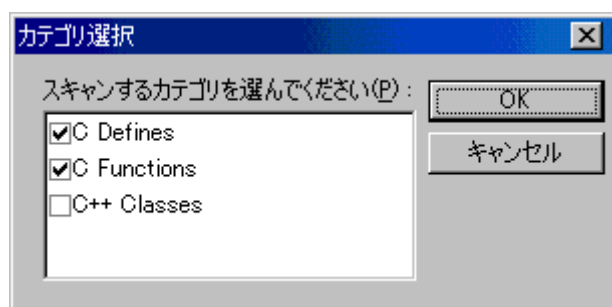 カテゴリ選択
スキャンするカテゴリを選んでください(P) :
OK
C Defines
キャンセル
C Functions
C++ Classes